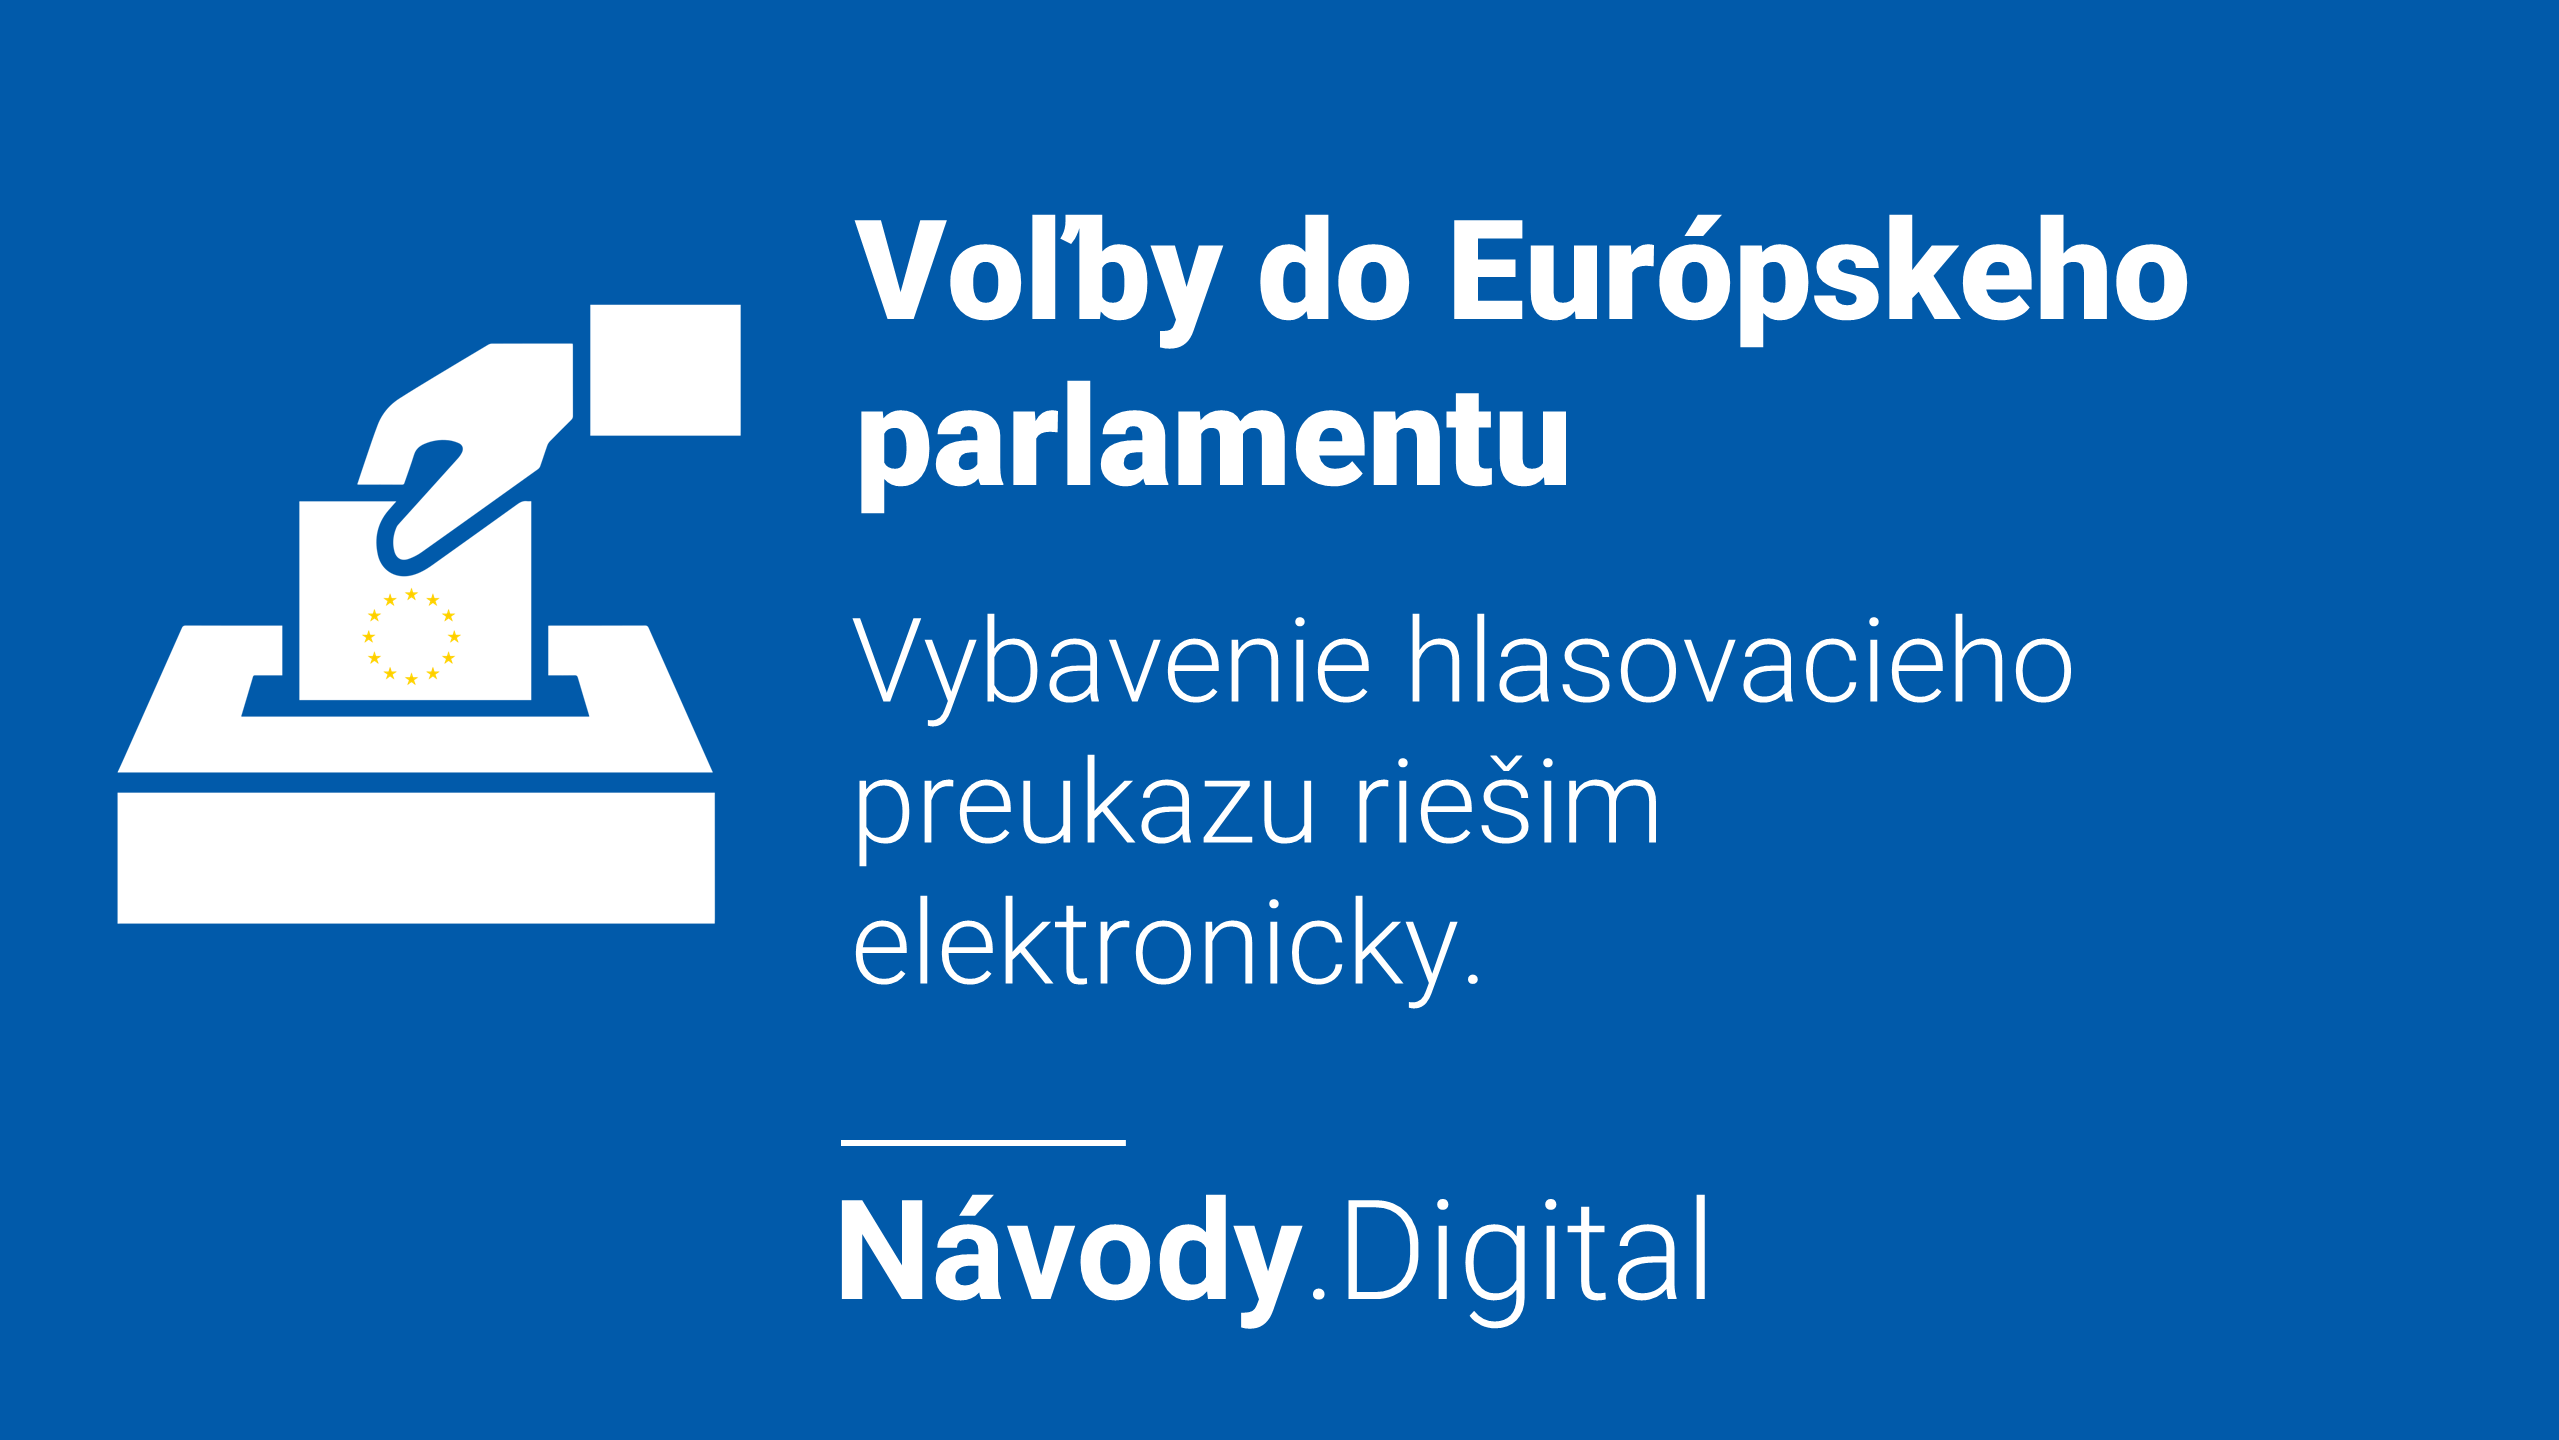 Voľby do Európskeho
parlamentu
Vybavenie hlasovacieho
preukazu riešim
elektronicky.
Návody.Digital